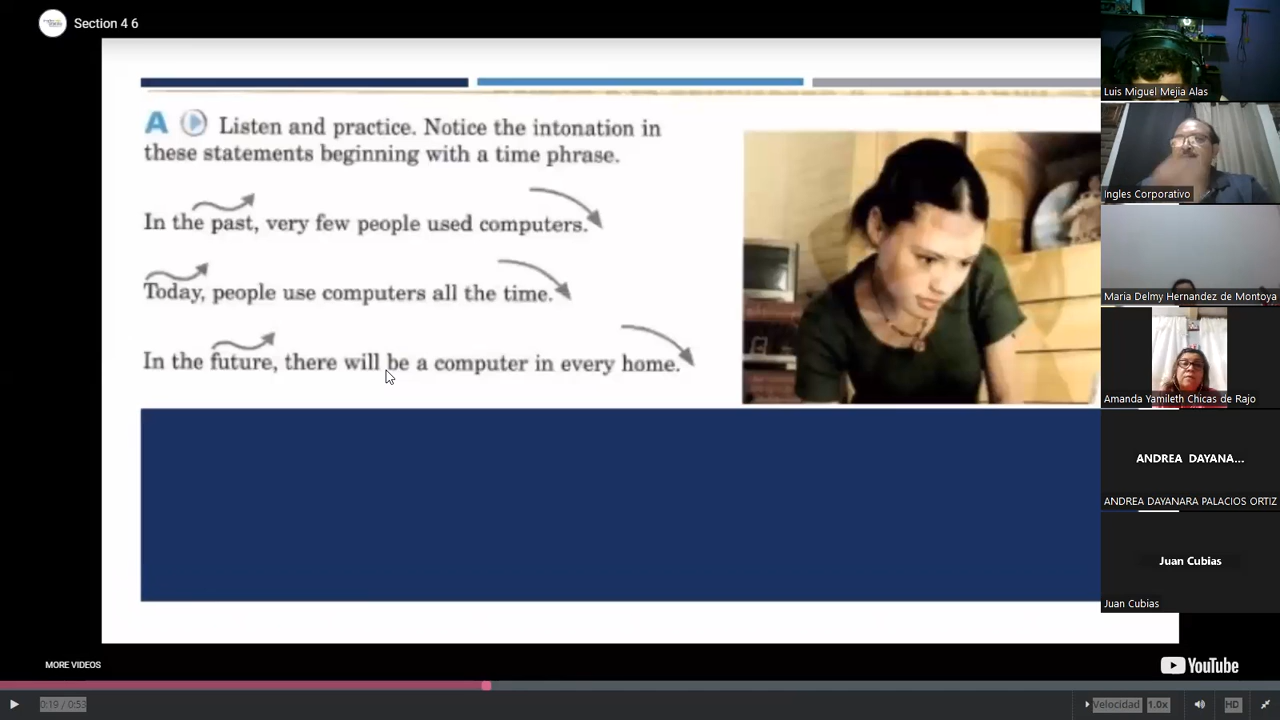 Section 4 6
A Listen and practice. Notice the intonation in
these statements beginning with a time phrase.
In the past, very few people used computers.
Today, people use computers all the time.
In the future, there will be a computer in every home.
Luis Miguel Mejia Alas
Ingles Corporativo
Maria Delmy Hernandez de Montoya
Amanda Yamileth Chicas de Rajo
ANDREA DAYANA...
ANDREA DAYANARA PALACIOS ORTIZ
Juan Cubias
Juan Cubias
MORE VIDEOS
YouTube
0:19 / 0:53
Velocidad 1.0x
HD